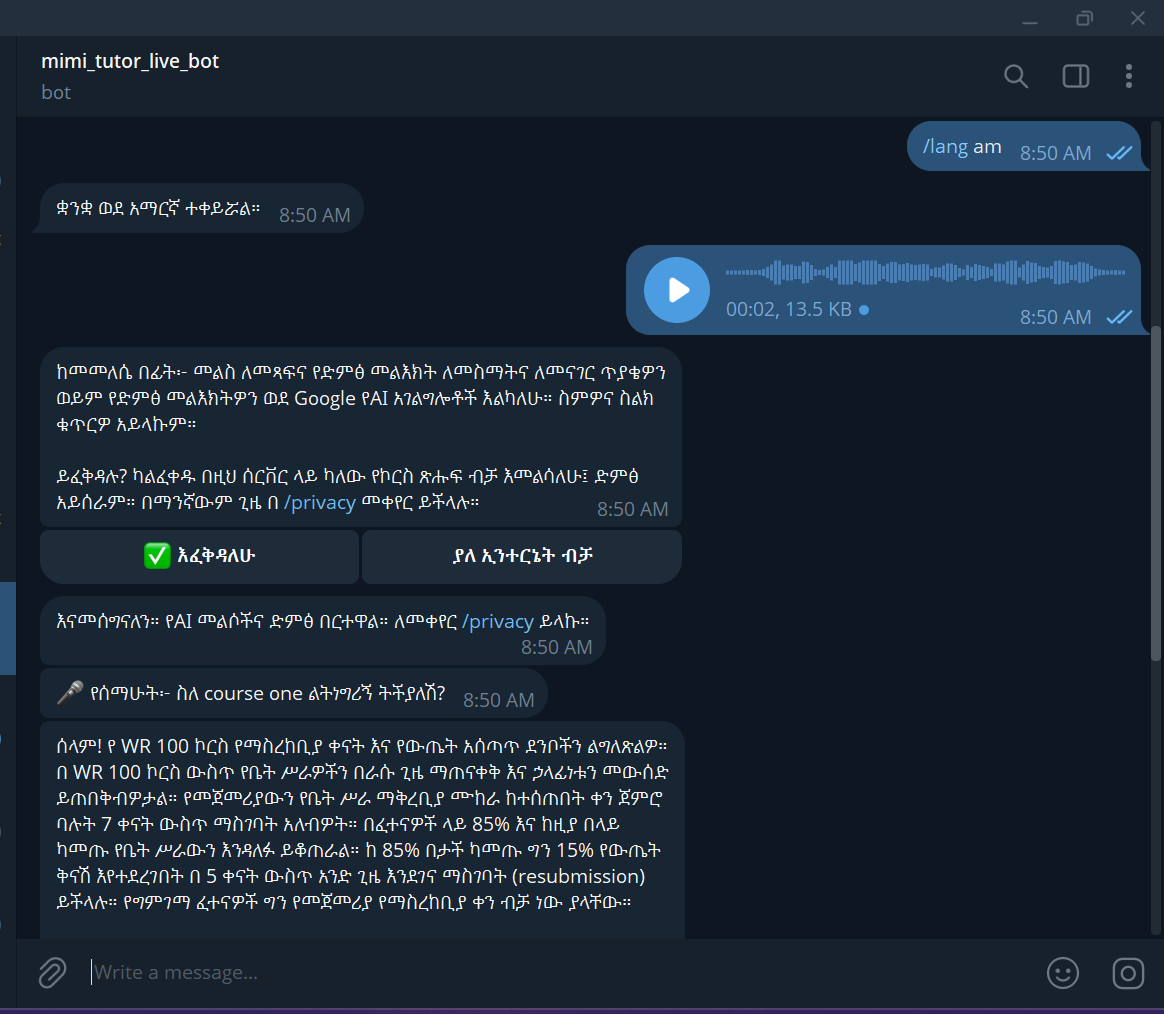 mimi_tutor_live_bot
bot
/lang am 8:50 AM
ቋንቋ ወደ አማርኛ ተቀይሯል። 8:50 AM
00:02, 13.5 KB
8:50 AM
ከመመለሴ በፊት፡- መልስ ለመጻፍና የድምፅ መልእክት ለመስማትና ለመናገር ጥያቄዎን
ወይም የድምፅ መልእክትዎን ወደ Google የAI አገልግሎቶች እልካለሁ። ስምዎና ስልክ
ቁጥርዎ አይላኩም።
ይፈቅዳሉ? ካልፈቀዱ በዚህ ሰርቨር ላይ ካለው የኮርስ ጽሑፍ ብቻ እመልሳለሁ፤ ድምፅ
አይሰራም። በማንኛውም ጊዜ በ /privacy መቀየር ይችላሉ።
8:50 AM
✅ እፈቅዳለሁ
ያለ ኢንተርኔት ብቻ
እናመሰግናለን። የAI መልሶችና ድምፅ በርተዋል። ለመቀየር /privacy ይላኩ።
8:50 AM
🎤 የሰማሁት፡- ስለ course one ልትነግሪኝ ትችያለሽ? 8:50 AM
ሰላም! የ WR 100 ኮርስ የማስረከቢያ ቀናት እና የውጤት አሰጣጥ ደንቦችን ልግለጽልዎ።
በ WR 100 ኮርስ ውስጥ የቤት ሥራዎችን በራሱ ጊዜ ማጠናቀቅ እና ኃላፊነቱን መውሰድ
ይጠበቅብዎታል። የመጀመሪያውን የቤት ሥራ ማቅረቢያ ሙከራ ከተሰጠበት ቀን ጀምሮ
ባሉት 7 ቀናት ውስጥ ማስገባት አለብዎት። በፈተናዎች ላይ 85% እና ከዚያ በላይ
ካመጡ የቤት ሥራውን እንዳለፉ ይቆጠራል። ከ 85% በታች ካመጡ ግን 15% የውጤት
ቅናሽ እየተደረገበት በ 5 ቀናት ውስጥ አንድ ጊዜ እንደገና ማስገባት (resubmission)
ይችላሉ። የግምገማ ፈተናዎች ግን የመጀመሪያ የማስረከቢያ ቀን ብቻ ነው ያላቸው።
Write a message...